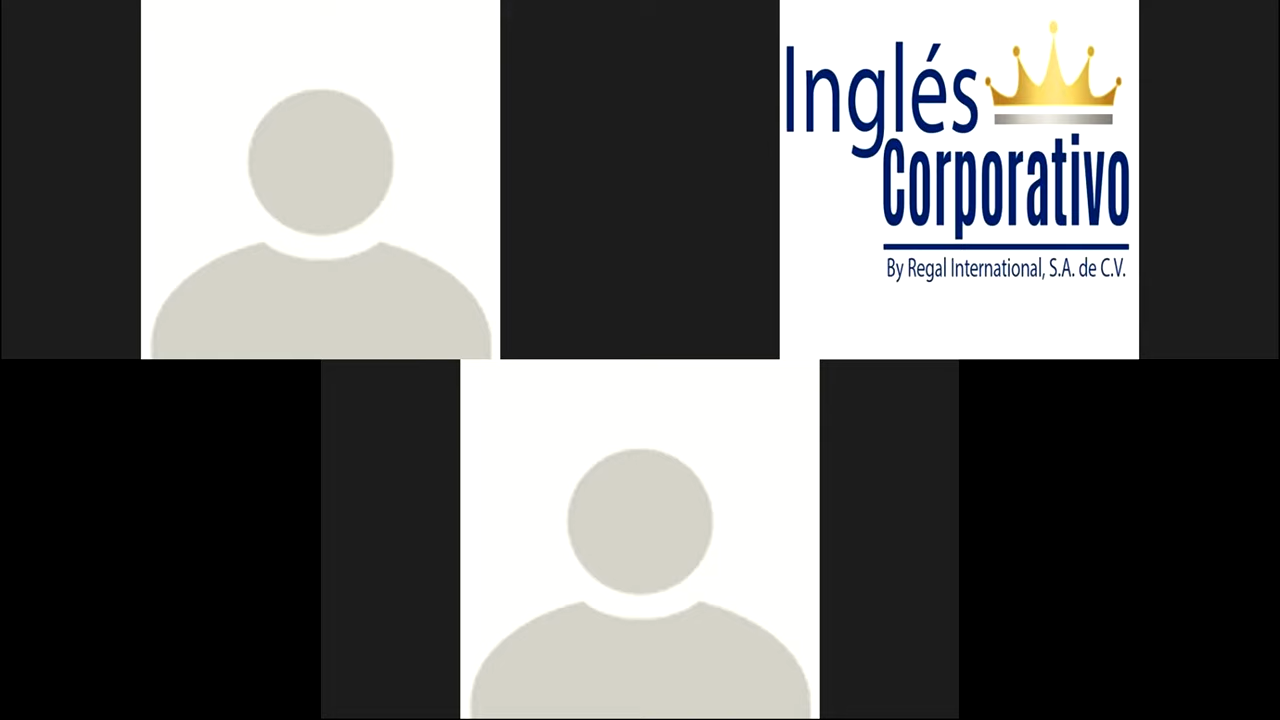 Inglés
Corporativo
By Regal International, S.A. de C.V.